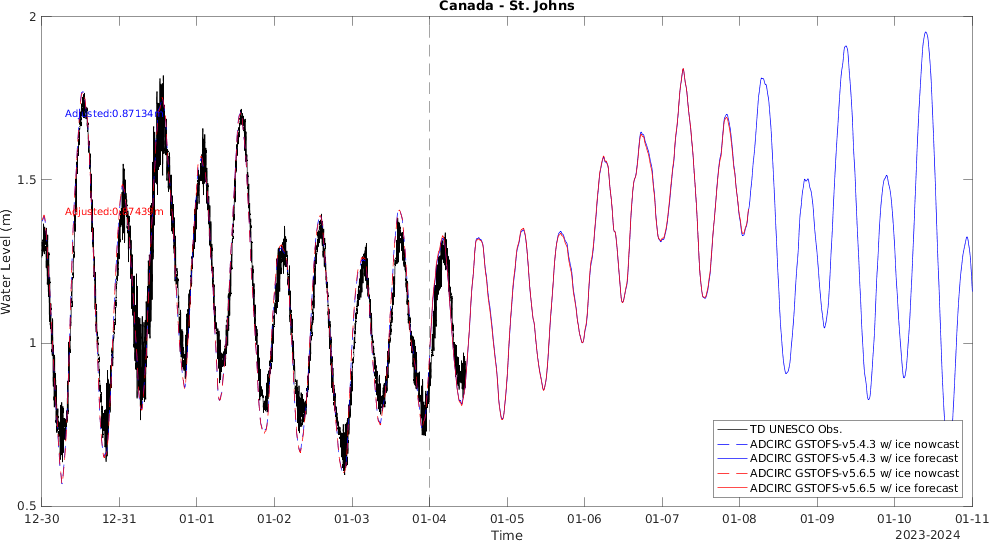 Canada - St. Johns
2
Adjusted:0.87134m
1.5
Adjusted:0.87439m
Water Level (m)
1
TD UNESCO Obs.
ADCIRC GSTOFS-v5.4.3 w/ ice nowcast
ADCIRC GSTOFS-v5.4.3 w/ ice forecast
ADCIRC GSTOFS-v5.6.5 w/ ice nowcast
ADCIRC GSTOFS-v5.6.5 w/ ice forecast
0.5
12-30 12-31 01-01 01-02 01-03 01-04 01-05 01-06 01-07 01-08 01-09 01-10 01-11
Time
2023-2024